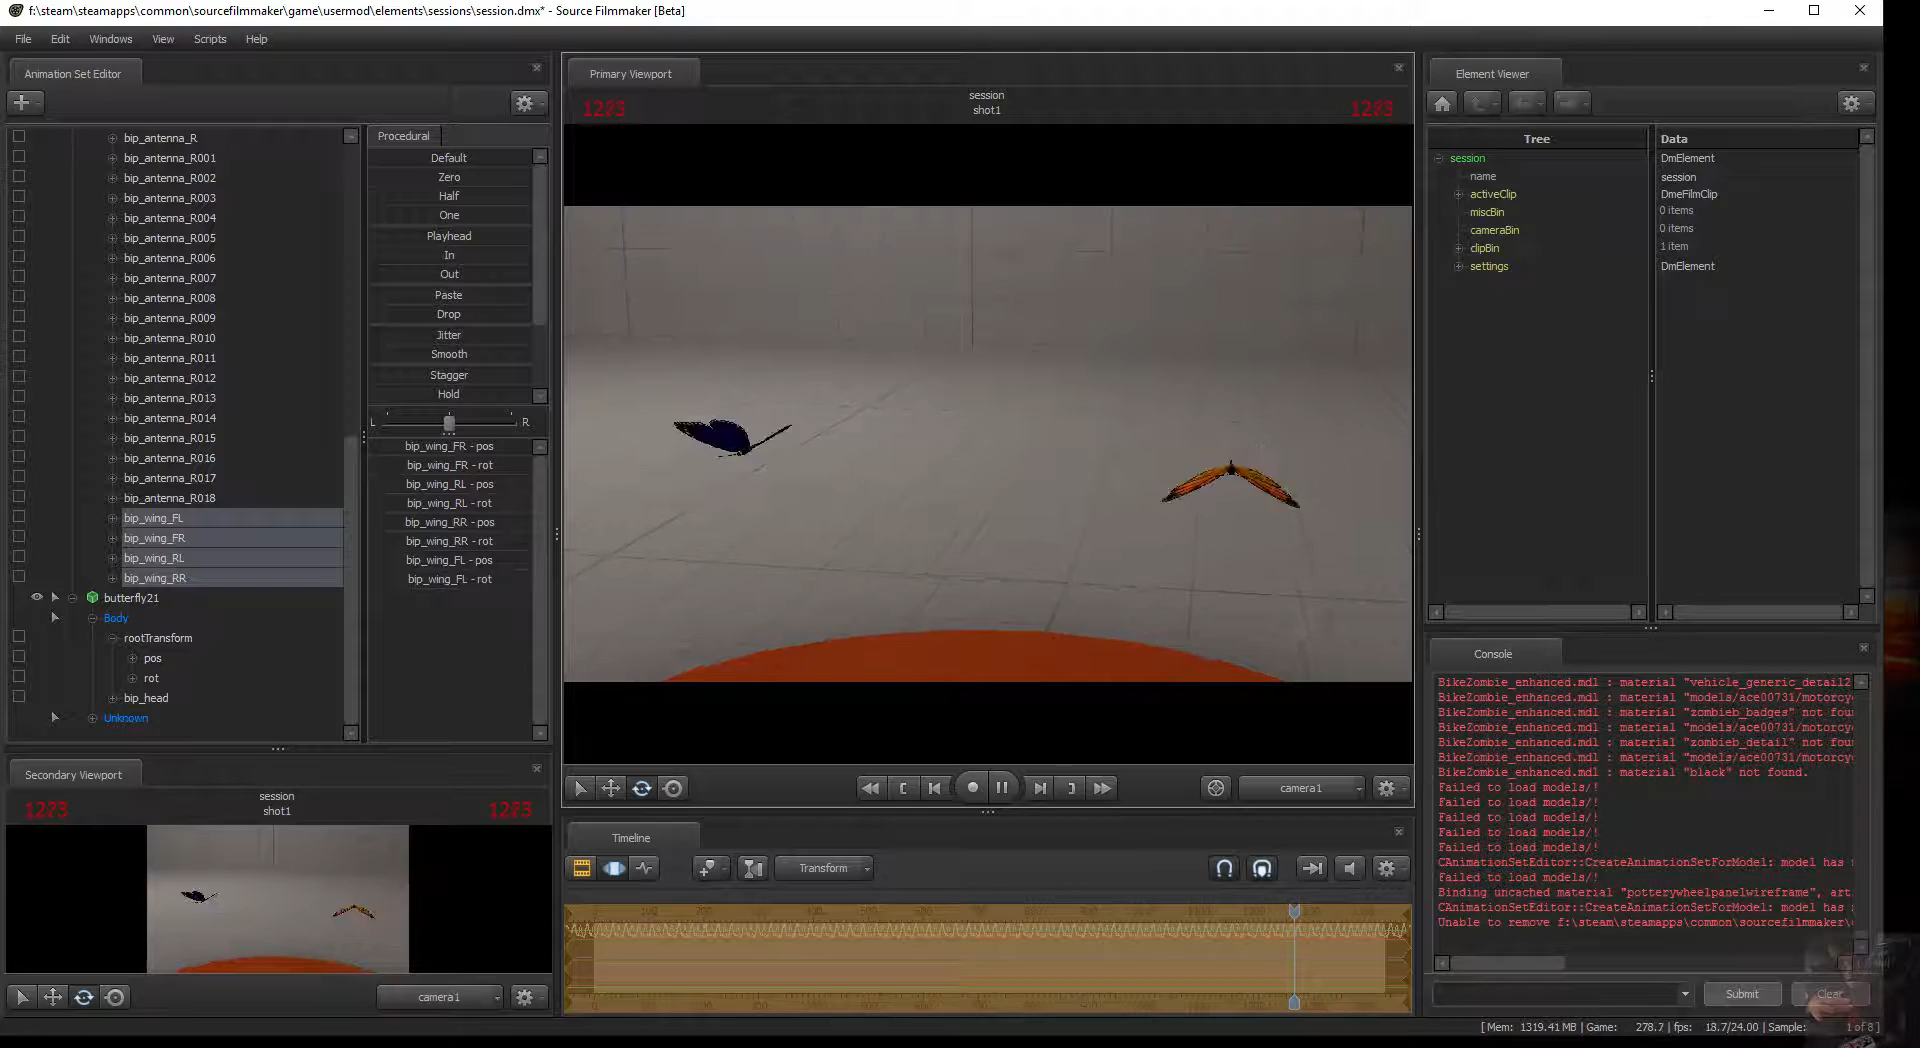 f:\steam\steamapps\common\sourcefilmmaker\game\usermod\elements\sessions\session.dmx* - Source Filmmaker [Beta]
File Edit Windows View Scripts Help
Animation Set Editor
bip_antenna_R
bip_antenna_R001
bip_antenna_R002
bip_antenna_R003
bip_antenna_R004
bip_antenna_R005
bip_antenna_R006
bip_antenna_R007
bip_antenna_R008
bip_antenna_R009
bip_antenna_R010
bip_antenna_R011
bip_antenna_R012
bip_antenna_R013
bip_antenna_R014
bip_antenna_R015
bip_antenna_R016
bip_antenna_R017
bip_antenna_R018
bip_wing_FL
bip_wing_FR
bip_wing_RL
bip_wing_RR
butterfly21
Body
rootTransform
pos
rot
bip_head
Unknown
Procedural
Default
Zero
Half
One
Playhead
In
Out
Paste
Drop
Jitter
Smooth
Stagger
Hold
L R
bip_wing_FR - pos
bip_wing_FR - rot
bip_wing_RL - pos
bip_wing_RL - rot
bip_wing_RR - pos
bip_wing_RR - rot
bip_wing_FL - pos
bip_wing_FL - rot
Secondary Viewport
session
shot1
camera1
Primary Viewport
session
shot1
camera1
Timeline
Transform
Element Viewer
Tree Data
session DmElement
name session
activeClip DmeFilmClip
miscBin 0 items
cameraBin 0 items
clipBin 1 item
settings DmElement
Console
BikeZombie_enhanced.mdl : material "vehicle_generic_detail2
BikeZombie_enhanced.mdl : material "models/ace00731/motorcy
BikeZombie_enhanced.mdl : material "zombieb_badges" not fou
BikeZombie_enhanced.mdl : material "models/ace00731/motorcy
BikeZombie_enhanced.mdl : material "zombieb_detail" not fou
BikeZombie_enhanced.mdl : material "models/ace00731/motorcy
BikeZombie_enhanced.mdl : material "black" not found.
Failed to load models/!
Failed to load models/!
Failed to load models/!
Failed to load models/!
Failed to load models/!
CAnimationSetEditor::CreateAnimationSetForModel: model has
Failed to load models/!
Binding uncached material "potterywheelpanelwireframe", art
CAnimationSetEditor::CreateAnimationSetForModel: model has
Unable to remove f:\steam\steamapps\common\sourcefilmmaker\
Submit Clear
[ Mem: 1319.41 MB | Game: 278.7 | fps: 18.7/24.00 | Sample: 1 of 8 ]